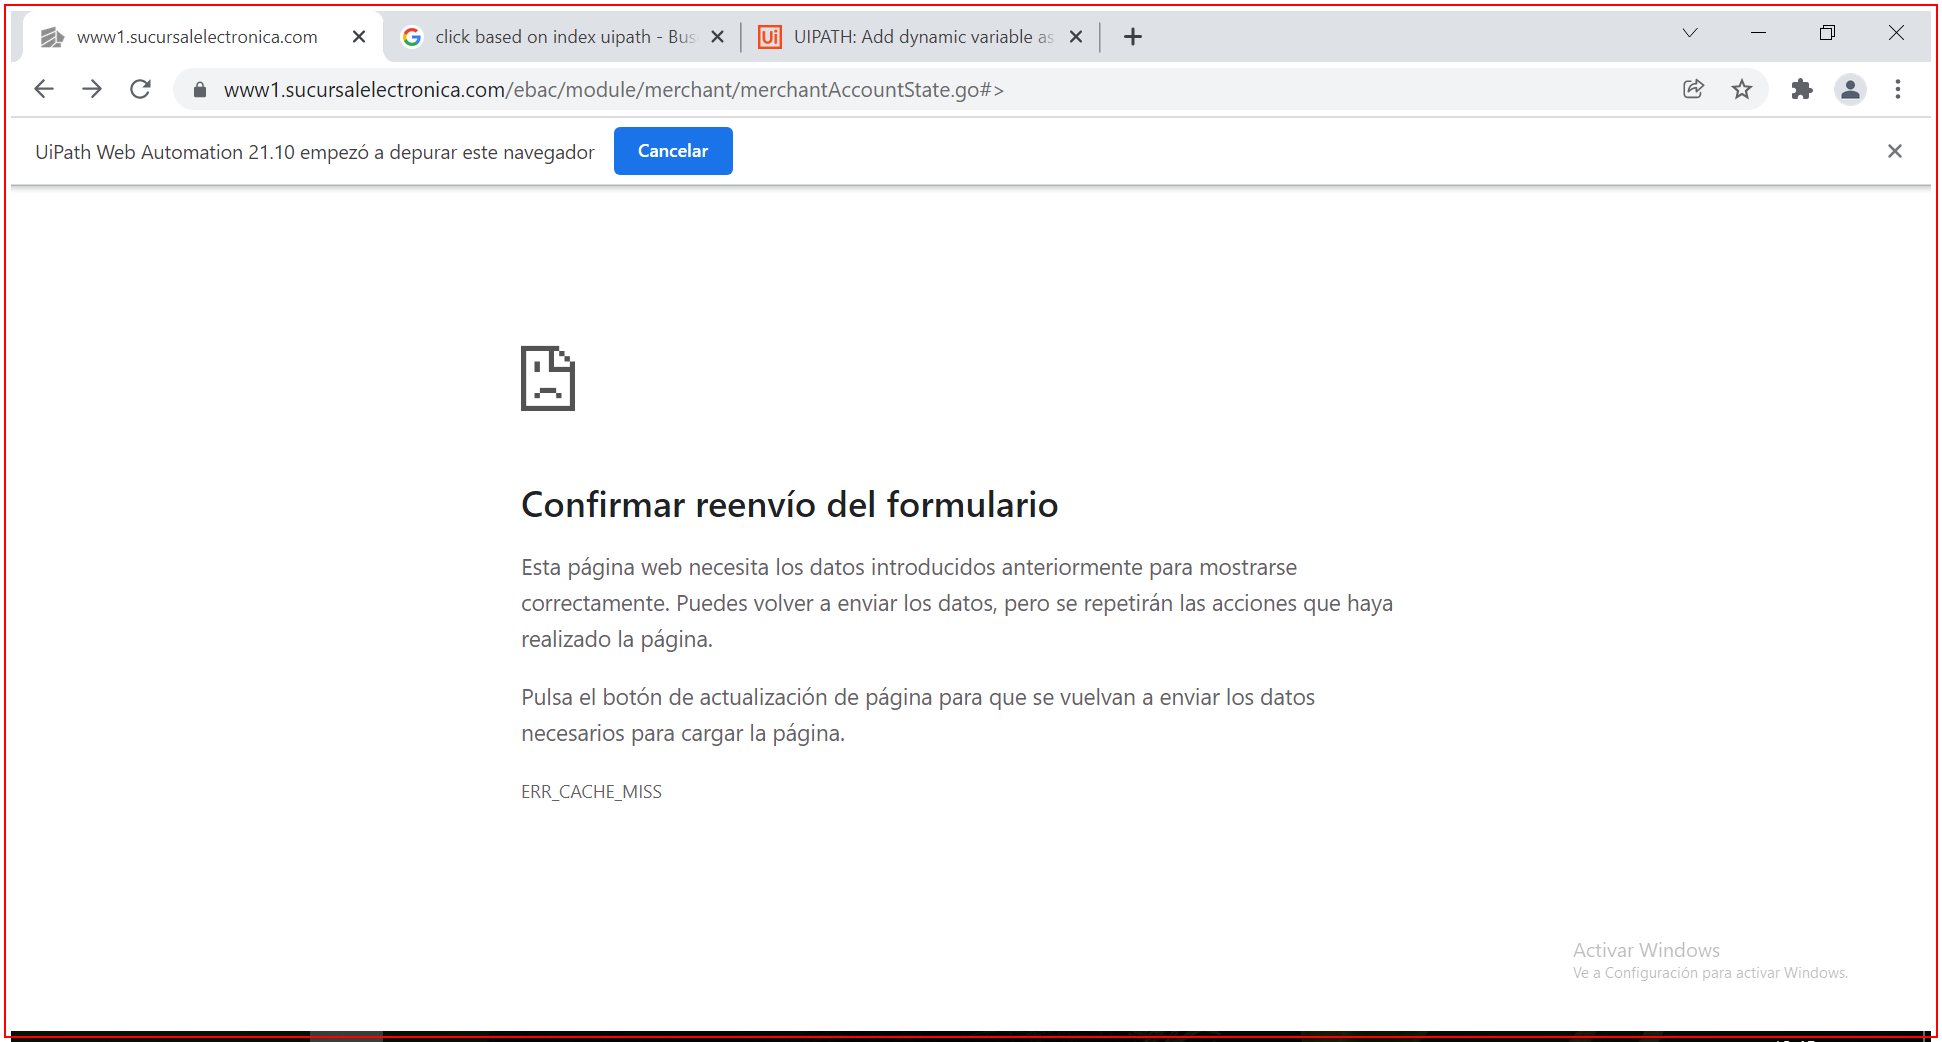 www1.sucursalelectronica.com
click based on index uipath - Bus
UIPATH: Add dynamic variable as
www1.sucursalelectronica.com/ebac/module/merchant/merchantAccountState.go#>
UiPath Web Automation 21.10 empezó a depurar este navegador
Cancelar
Confirmar reenvío del formulario
Esta página web necesita los datos introducidos anteriormente para mostrarse
correctamente. Puedes volver a enviar los datos, pero se repetirán las acciones que haya
realizado la página.
Pulsa el botón de actualización de página para que se vuelvan a enviar los datos
necesarios para cargar la página.
ERR_CACHE_MISS
Activar Windows
Ve a Configuración para activar Windows.